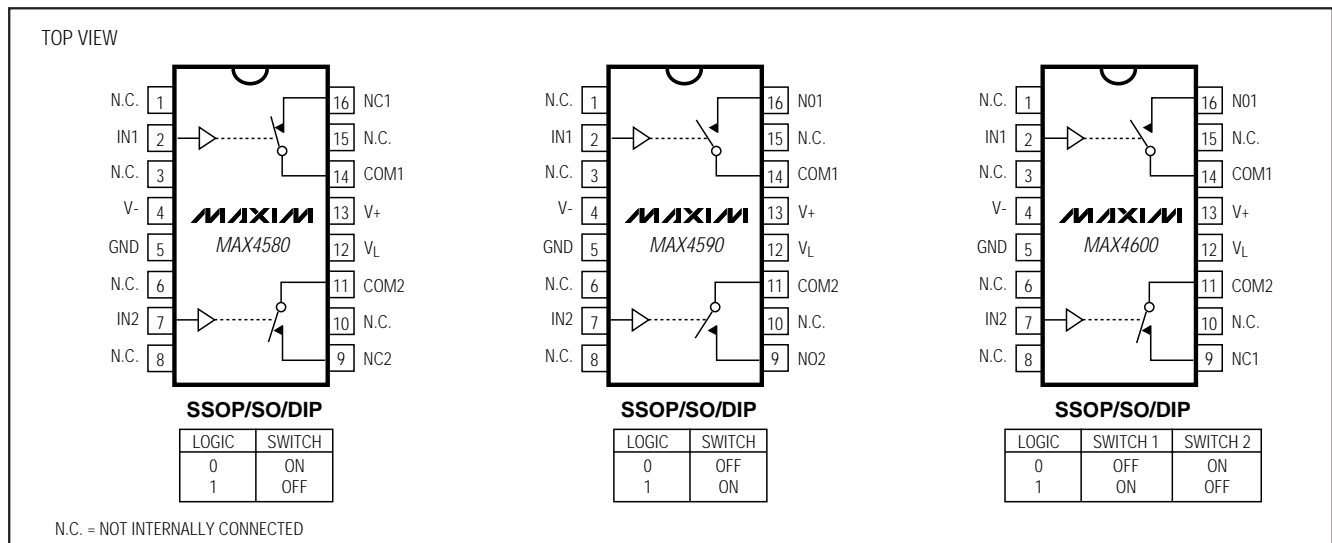 TOP VIEW
N.C. 1
IN1 2
N.C. 3
V- 4
GND 5
N.C. 6
IN2 7
N.C. 8
16 NC1
15 N.C.
14 COM1
13 V+
12 VL
11 COM2
10 N.C.
9 NC2
MAXIM
MAX4580
SSOP/SO/DIP
LOGIC SWITCH
0 ON
1 OFF
N.C. 1
IN1 2
N.C. 3
V- 4
GND 5
N.C. 6
IN2 7
N.C. 8
16 N01
15 N.C.
14 COM1
13 V+
12 VL
11 COM2
10 N.C.
9 NO2
MAXIM
MAX4590
SSOP/SO/DIP
LOGIC SWITCH
0 OFF
1 ON
N.C. 1
IN1 2
N.C. 3
V- 4
GND 5
N.C. 6
IN2 7
N.C. 8
16 N01
15 N.C.
14 COM1
13 V+
12 VL
11 COM2
10 N.C.
9 NC1
MAXIM
MAX4600
SSOP/SO/DIP
LOGIC SWITCH 1 SWITCH 2
0 OFF ON
1 ON OFF
N.C. = NOT INTERNALLY CONNECTED